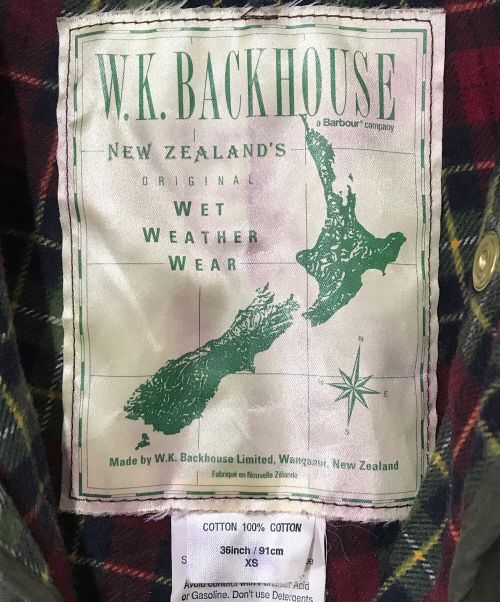 W.K. BACKHOUSE
a Barbour® company
NEW ZEALAND'S
ORIGINAL
WET
WEATHER
WEAR
N
E
S
Made by W.K. Backhouse Limited, Wanganui, New Zealand
Fabriqué en Nouvelle Zélande
COTTON 100% COTTON
36inch / 91cm
XS
S
Avoid contact with
Acid
or Gasoline. Don't use Detergents